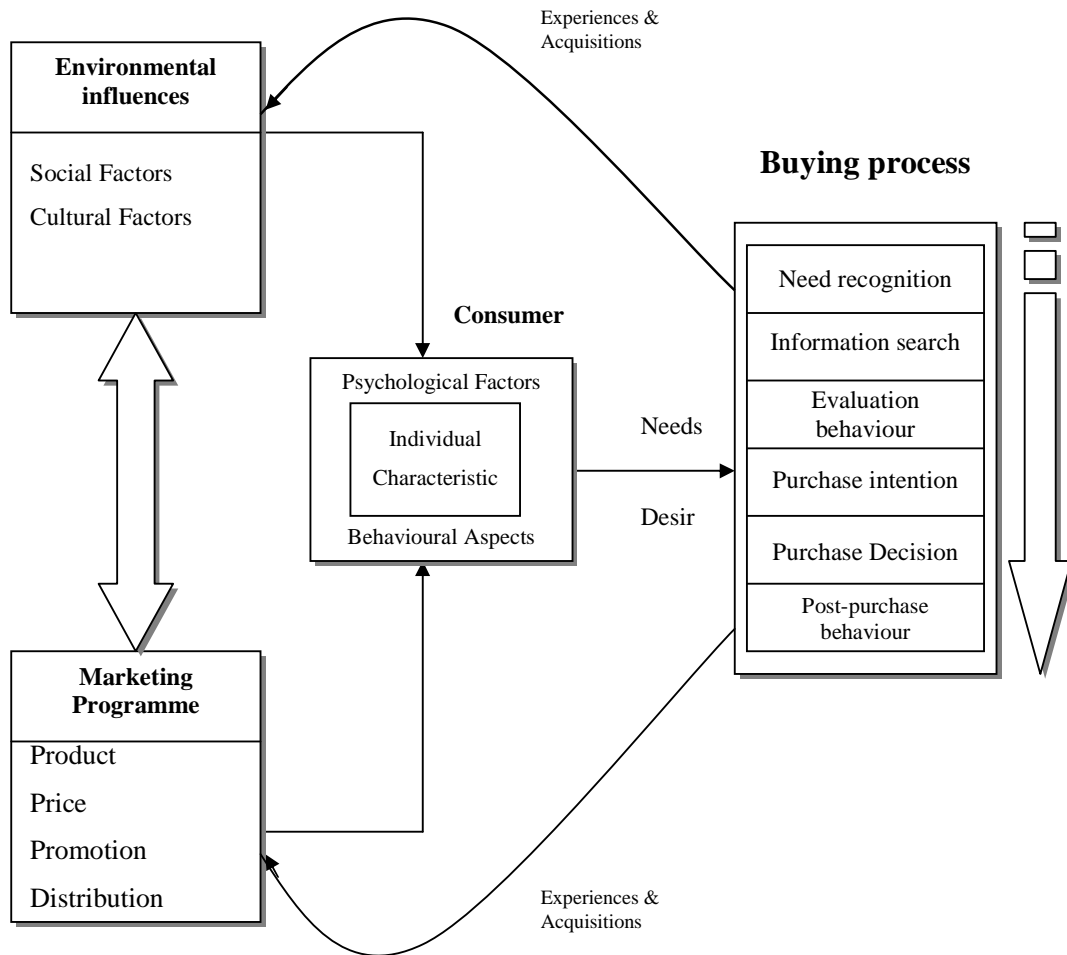 Experiences &
Acquisitions
Environmental
influences
Social Factors
Cultural Factors
Buying process
Need recognition
Information search
Evaluation
behaviour
Purchase intention
Purchase Decision
Post-purchase
behaviour
Consumer
Psychological Factors
Individual
Characteristic
Behavioural Aspects
Needs
Desir
Marketing
Programme
Product
Price
Promotion
Distribution
Experiences &
Acquisitions